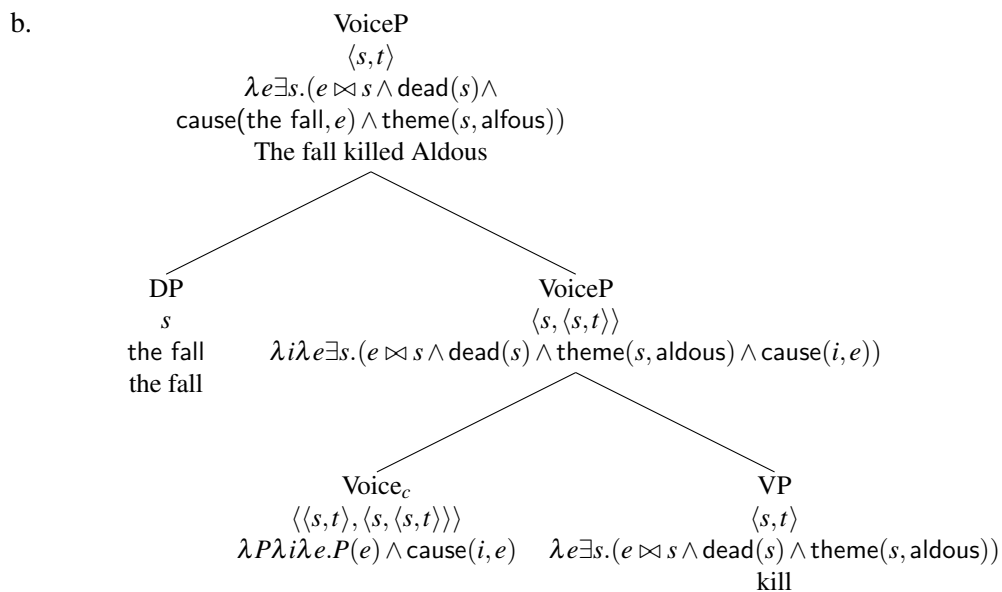 b.
VoiceP
⟨s,t⟩
λe∃s.(e ⋈ s ∧ dead(s)∧
cause(the fall,e) ∧ theme(s,alfous))
The fall killed Aldous
DP
s
the fall
the fall
VoiceP
⟨s,⟨s,t⟩⟩
λiλe∃s.(e ⋈ s ∧ dead(s) ∧ theme(s,aldous) ∧ cause(i,e))
Voice_c
⟨⟨s,t⟩,⟨s,⟨s,t⟩⟩⟩
λPλiλe.P(e) ∧ cause(i,e)
VP
⟨s,t⟩
λe∃s.(e ⋈ s ∧ dead(s) ∧ theme(s,aldous))
kill